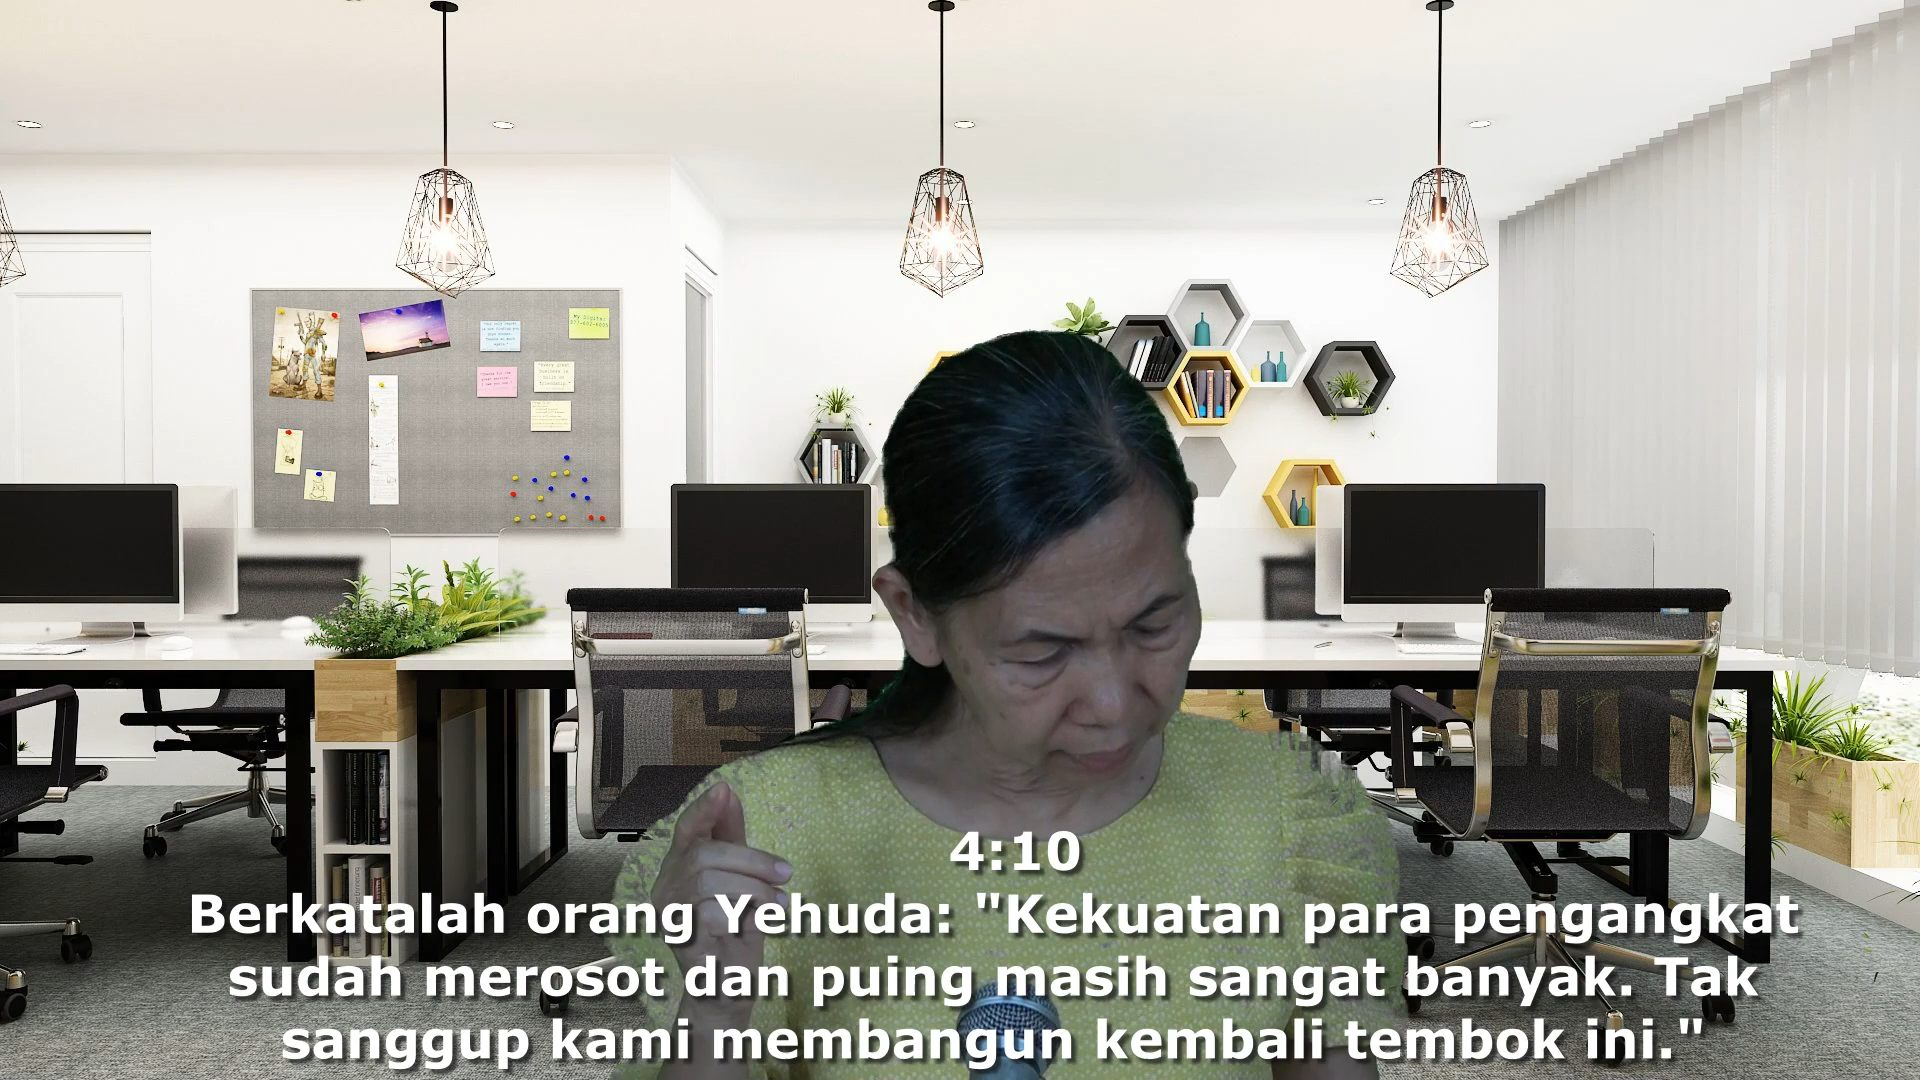 4:10
Berkatalah orang Yehuda: "Kekuatan para pengangkat
sudah merosot dan puing masih sangat banyak. Tak
sanggup kami membangun kembali tembok ini."